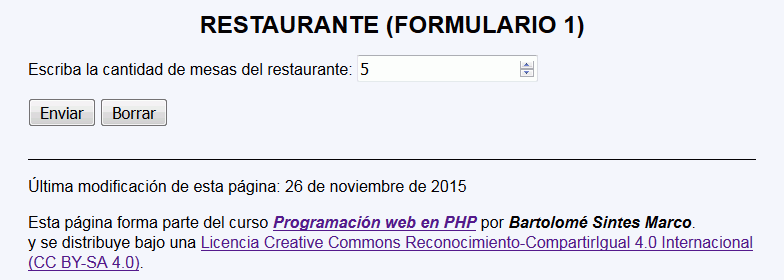 RESTAURANTE (FORMULARIO 1)
Escriba la cantidad de mesas del restaurante: 5
Enviar Borrar
Última modificación de esta página: 26 de noviembre de 2015
Esta página forma parte del curso Programación web en PHP por Bartolomé Sintes Marco.
y se distribuye bajo una Licencia Creative Commons Reconocimiento-CompartirIgual 4.0 Internacional
(CC BY-SA 4.0).